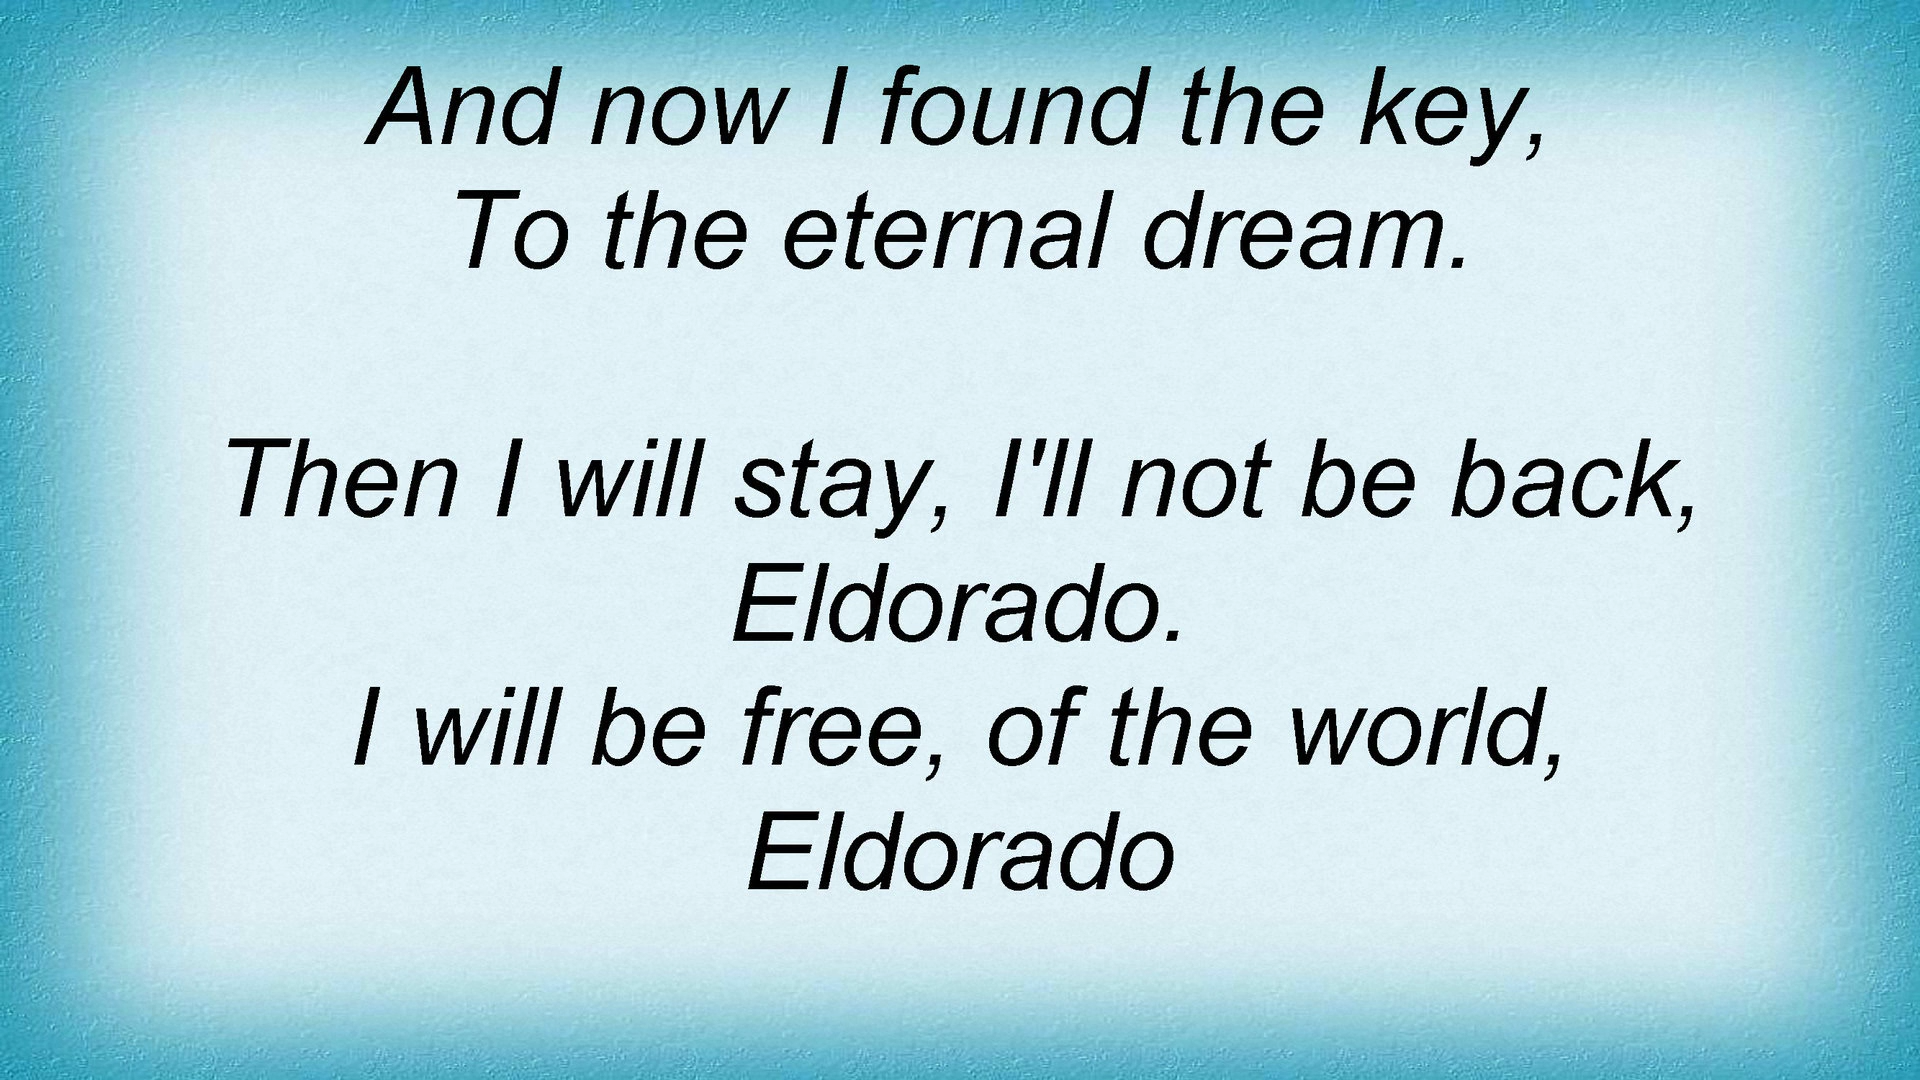 And now I found the key,
To the eternal dream.
Then I will stay, I'll not be back,
Eldorado.
I will be free, of the world,
Eldorado